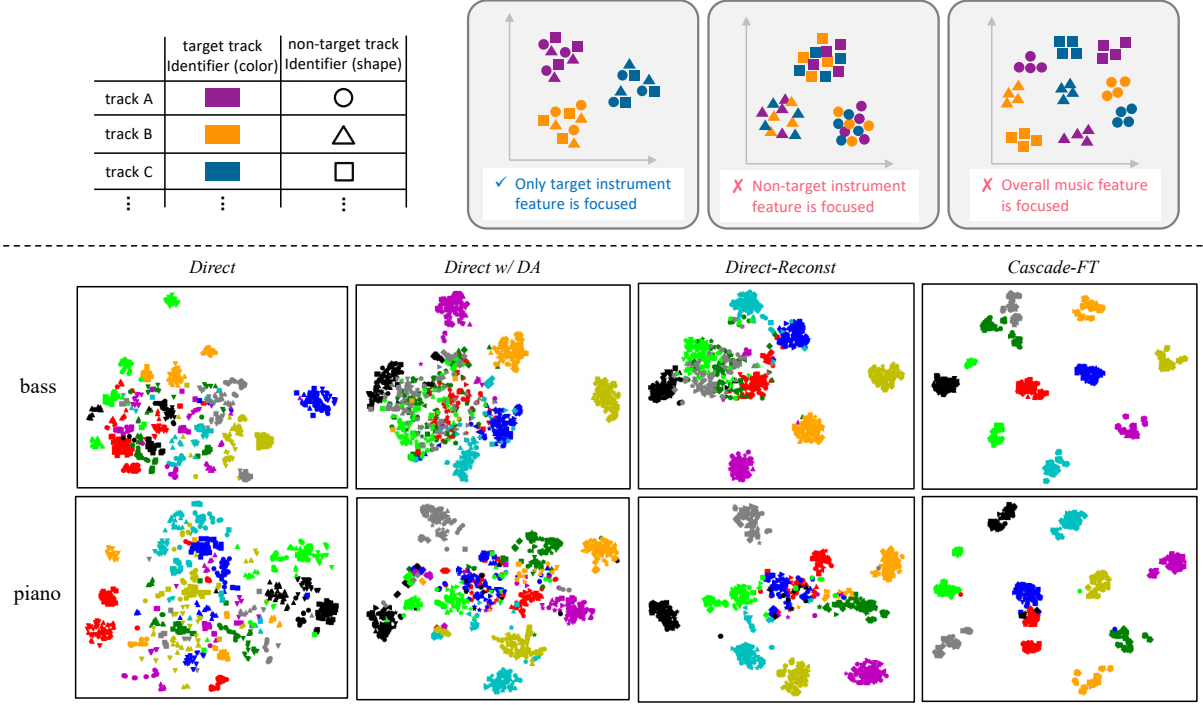 target track
Identifier (color)
non-target track
Identifier (shape)
track A
track B
track C
⋮ ⋮ ⋮
✓ Only target instrument
feature is focused
✗ Non-target instrument
feature is focused
✗ Overall music feature
is focused
Direct
Direct w/ DA
Direct-Reconst
Cascade-FT
bass
piano